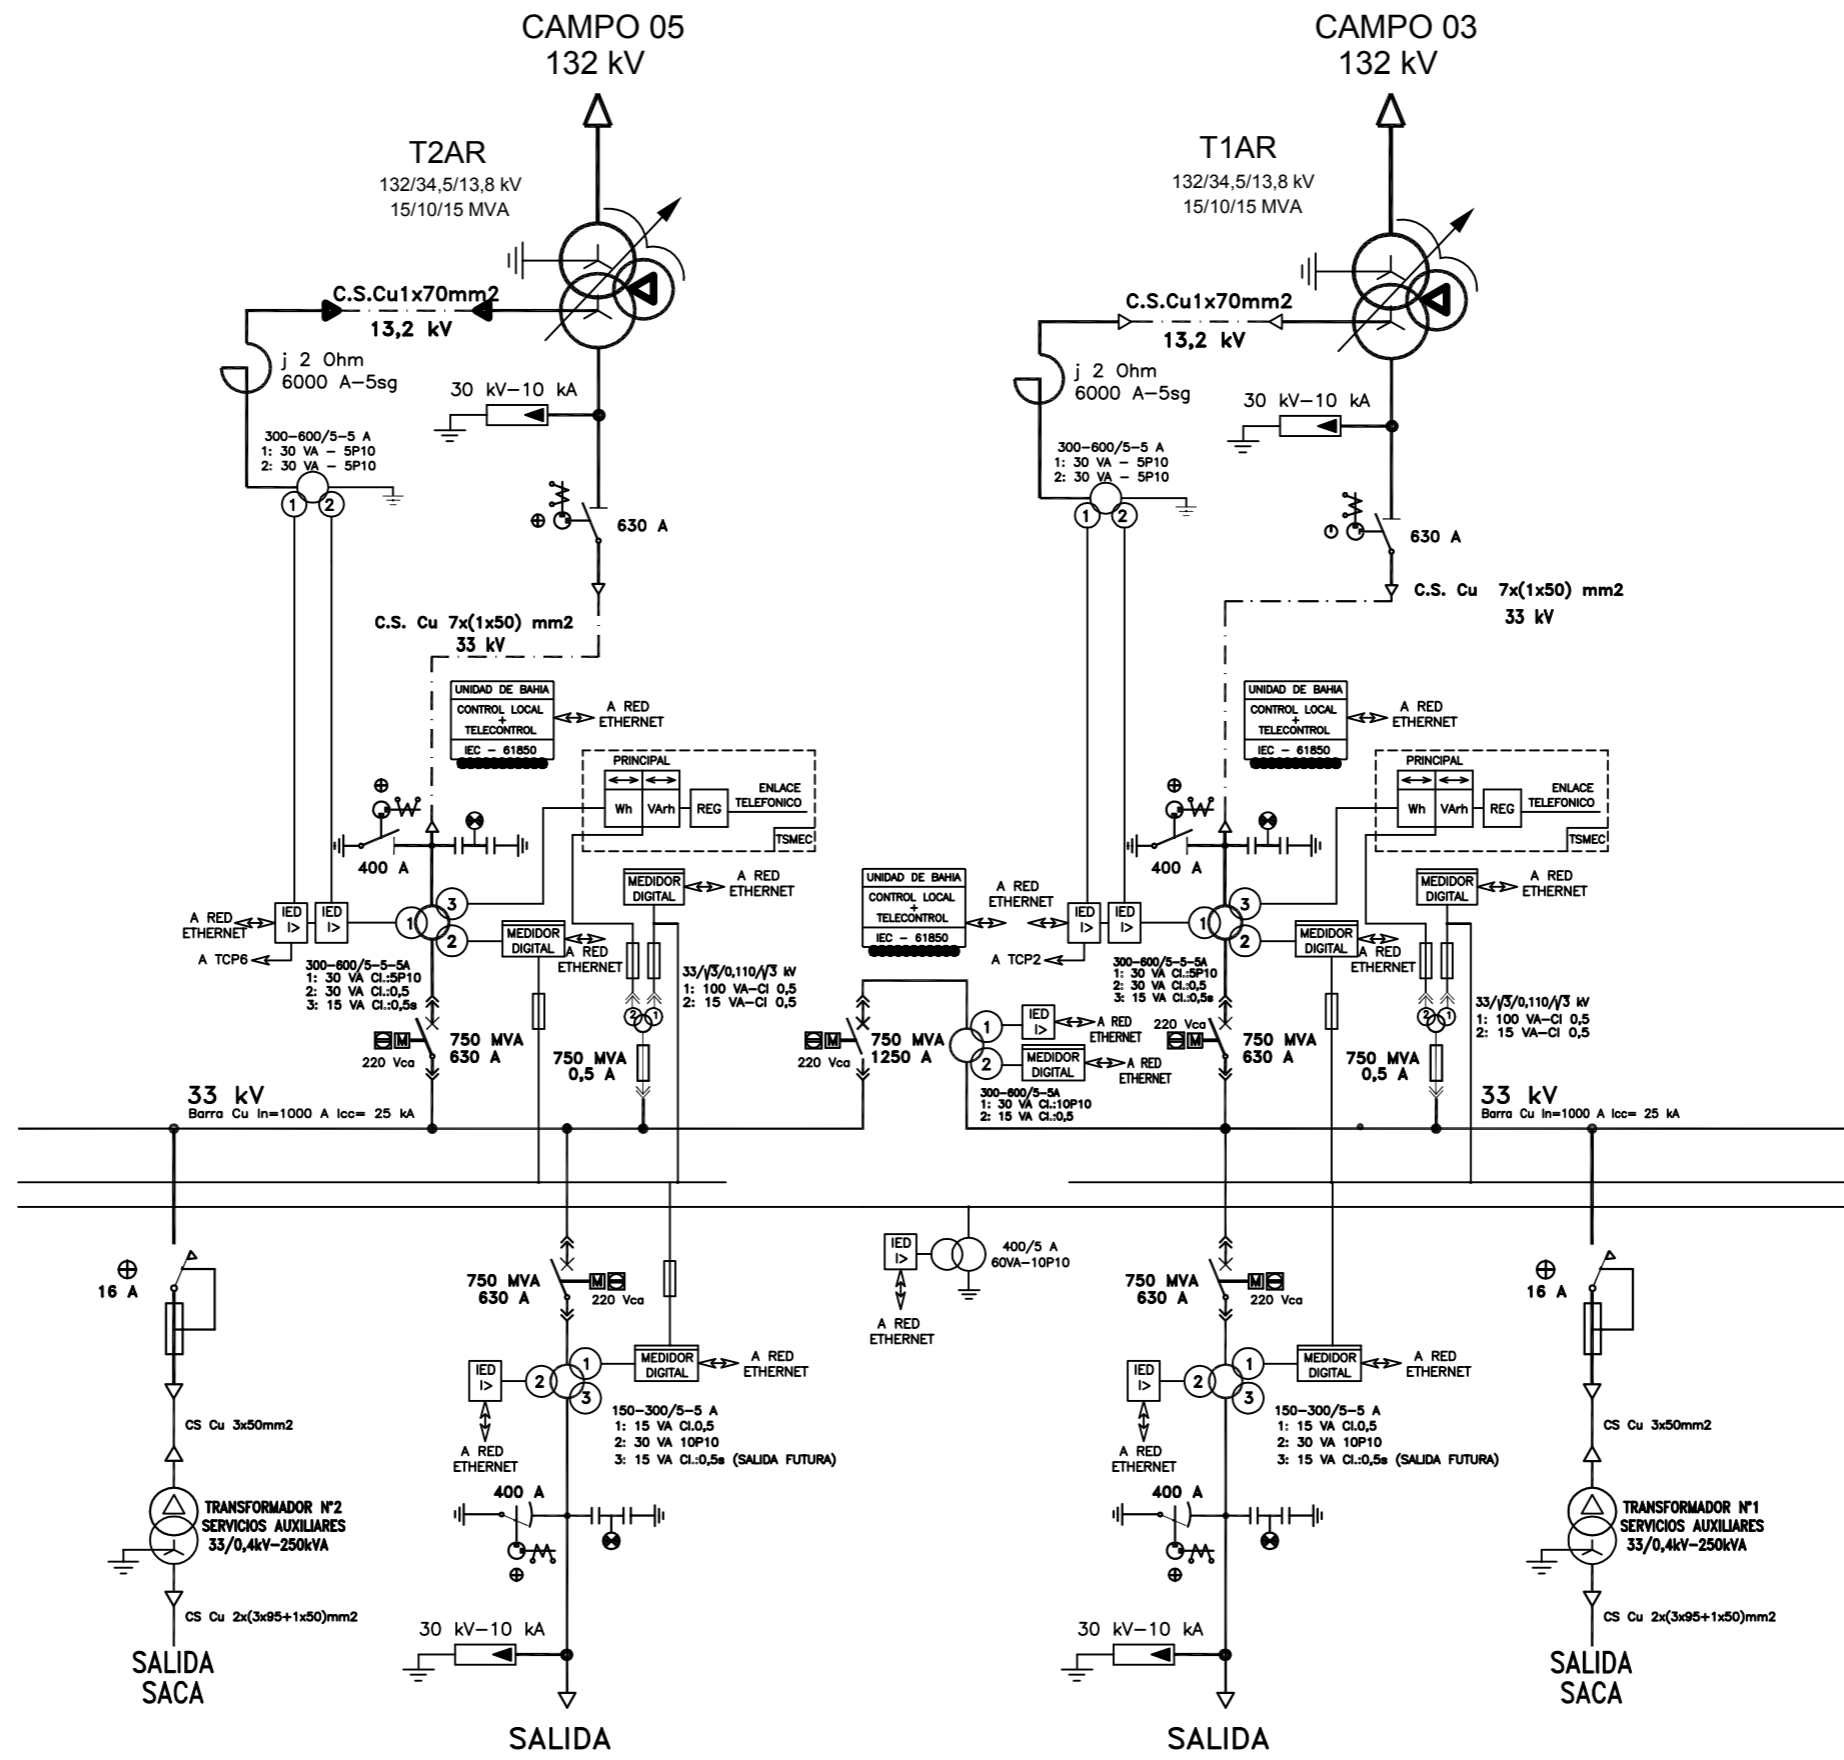 CAMPO 05
132 kV
CAMPO 03
132 kV
T2AR
132/34,5/13,8 kV
15/10/15 MVA
T1AR
132/34,5/13,8 kV
15/10/15 MVA
C.S.Cu1x70mm2
13,2 kV
C.S.Cu1x70mm2
13,2 kV
j 2 Ohm
6000 A-5sg
30 kV-10 kA
j 2 Ohm
6000 A-5sg
30 kV-10 kA
300-600/5-5 A
1: 30 VA - 5P10
2: 30 VA - 5P10
1 2
630 A
300-600/5-5 A
1: 30 VA - 5P10
2: 30 VA - 5P10
1 2
630 A
C.S. Cu 7x(1x50) mm2
33 kV
C.S. Cu 7x(1x50) mm2
33 kV
UNIDAD DE BAHIA
CONTROL LOCAL
+
TELECONTROL
IEC - 61850
A RED
ETHERNET
UNIDAD DE BAHIA
CONTROL LOCAL
+
TELECONTROL
IEC - 61850
A RED
ETHERNET
PRINCIPAL
Wh VArh REG
ENLACE
TELEFONICO
TSMEC
PRINCIPAL
Wh VArh REG
ENLACE
TELEFONICO
TSMEC
400 A
400 A
MEDIDOR
DIGITAL
A RED
ETHERNET
MEDIDOR
DIGITAL
A RED
ETHERNET
UNIDAD DE BAHIA
CONTROL LOCAL
+
TELECONTROL
IEC - 61850
A RED
ETHERNET
A RED
ETHERNET
IED
I>
IED
I>
A TCP6
1
3
2
MEDIDOR
DIGITAL
A RED
ETHERNET
IED
I>
IED
I>
A TCP2
1
3
2
MEDIDOR
DIGITAL
A RED
ETHERNET
300-600/5-5-5A
1: 30 VA Cl.:5P10
2: 30 VA Cl.:0,5
3: 15 VA Cl.:0,5s
33/√3/0,110/√3 kV
1: 100 VA-Cl 0,5
2: 15 VA-Cl 0,5
300-600/5-5-5A
1: 30 VA Cl.:5P10
2: 30 VA Cl.:0,5
3: 15 VA Cl.:0,5s
33/√3/0,110/√3 kV
1: 100 VA-Cl 0,5
2: 15 VA-Cl 0,5
2 1
2 1
M
220 Vca
750 MVA
630 A
750 MVA
0,5 A
M
220 Vca
750 MVA
1250 A
1
2
IED
I>
A RED
ETHERNET
MEDIDOR
DIGITAL
A RED
ETHERNET
300-600/5-5A
1: 30 VA Cl.:10P10
2: 15 VA Cl.:0,5
220 Vca
M
750 MVA
630 A
750 MVA
0,5 A
33 kV
Barra Cu In=1000 A Icc= 25 kA
33 kV
Barra Cu In=1000 A Icc= 25 kA
16 A
750 MVA
630 A
M
220 Vca
IED
I>
A RED
ETHERNET
400/5 A
60VA-10P10
750 MVA
630 A
M
220 Vca
16 A
IED
I>
A RED
ETHERNET
2
1
3
MEDIDOR
DIGITAL
A RED
ETHERNET
IED
I>
A RED
ETHERNET
2
1
3
MEDIDOR
DIGITAL
A RED
ETHERNET
150-300/5-5 A
1: 15 VA Cl.0,5
2: 30 VA 10P10
3: 15 VA Cl.:0,5s (SALIDA FUTURA)
150-300/5-5 A
1: 15 VA Cl.0,5
2: 30 VA 10P10
3: 15 VA Cl.:0,5s (SALIDA FUTURA)
CS Cu 3x50mm2
CS Cu 3x50mm2
400 A
400 A
TRANSFORMADOR N°2
SERVICIOS AUXILIARES
33/0,4kV-250kVA
TRANSFORMADOR N°1
SERVICIOS AUXILIARES
33/0,4kV-250kVA
CS Cu 2x(3x95+1x50)mm2
30 kV-10 kA
30 kV-10 kA
CS Cu 2x(3x95+1x50)mm2
SALIDA
SACA
SALIDA
SALIDA
SALIDA
SACA